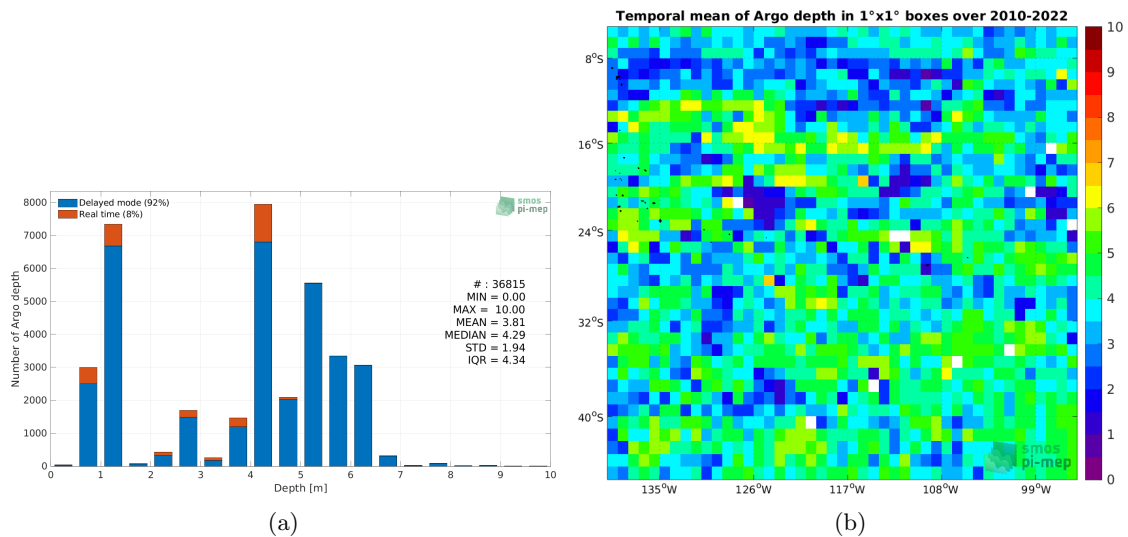 Delayed mode (92%)
Real time (8%)
smos
pi-mep
8000
7000
6000
5000
4000
3000
2000
1000
0
Number of Argo depth
# : 36815
MIN = 0.00
MAX = 10.00
MEAN = 3.81
MEDIAN = 4.29
STD = 1.94
IQR = 4.34
0 1 2 3 4 5 6 7 8 9 10
Depth [m]
(a)
Temporal mean of Argo depth in 1°x1° boxes over 2010-2022
8°S
16°S
24°S
32°S
40°S
135°W 126°W 117°W 108°W 99°W
10
9
8
7
6
5
4
3
2
1
0
smos
pi-mep
(b)